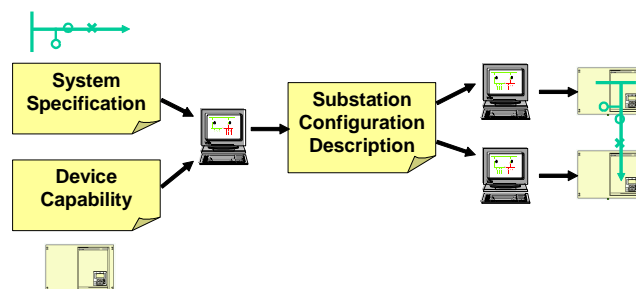 System
Specification
Device
Capability
Substation
Configuration
Description